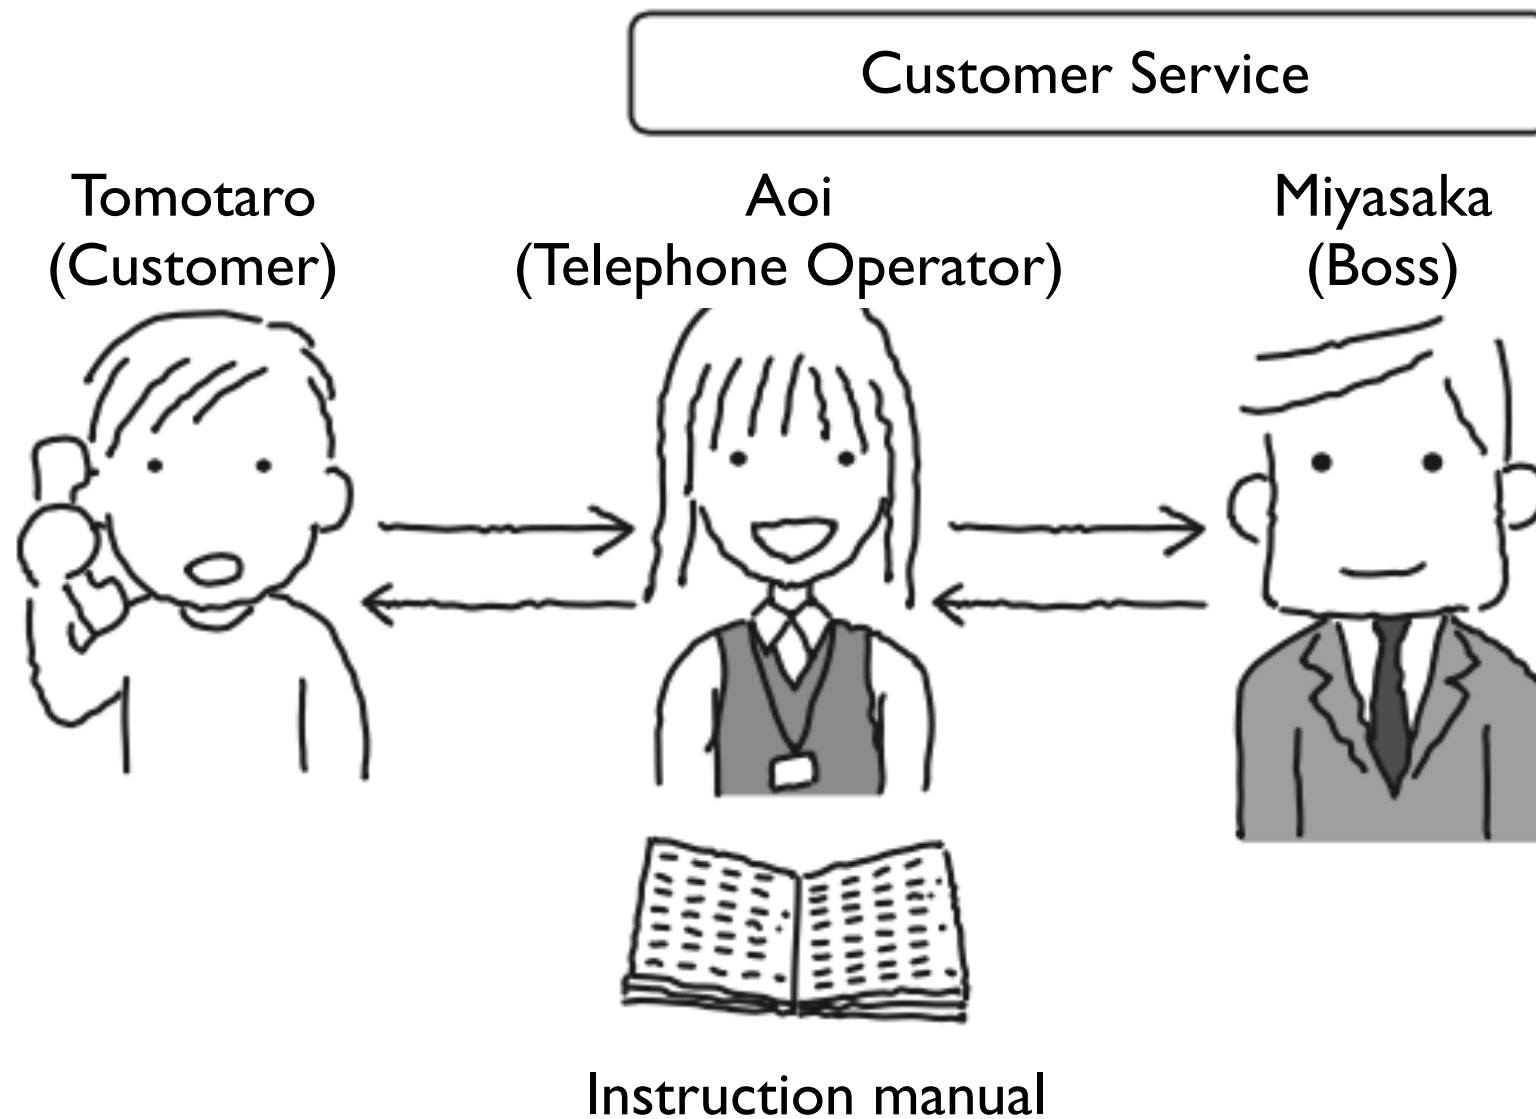 Customer Service
Tomotaro
(Customer)
Aoi
(Telephone Operator)
Miyasaka
(Boss)
Instruction manual